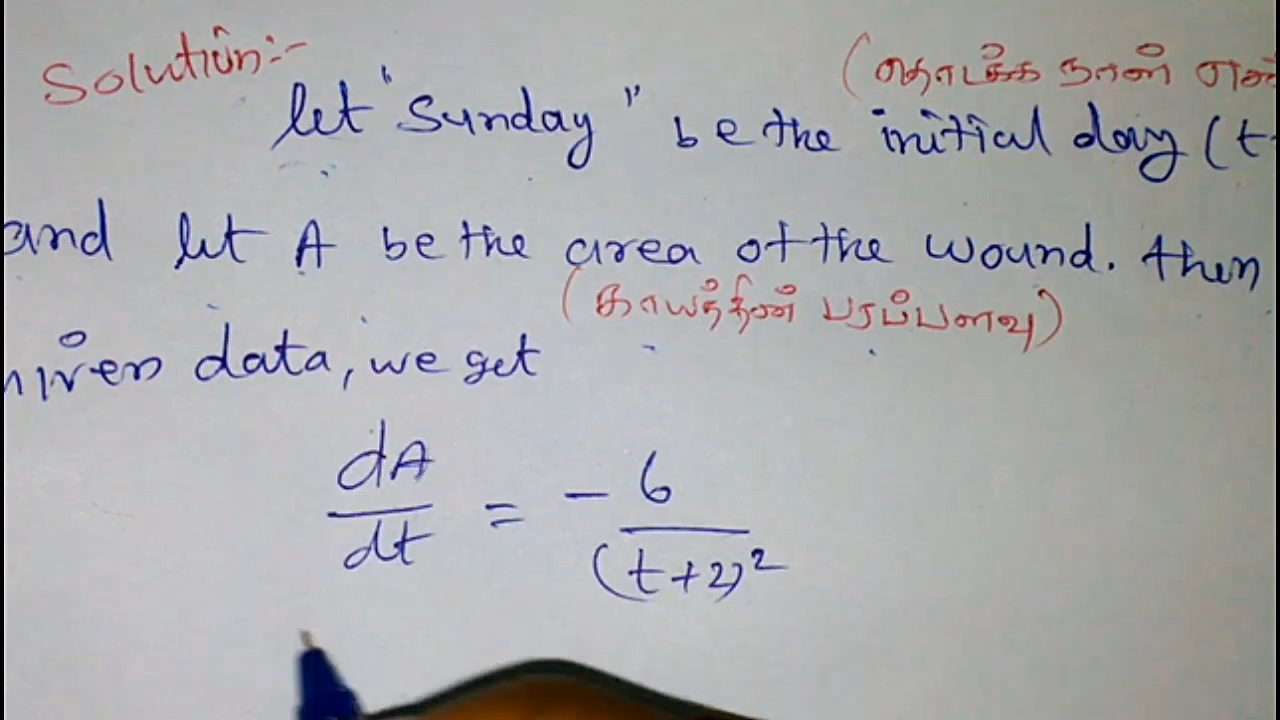 Solution:-
(தொடக்க நாள்
let "Sunday" be the initial day (t
and let A be the area of the wound. then
(காயத்தின் பரப்பளவு)
given data, we get
dA/dt = - 6/(t+2)²